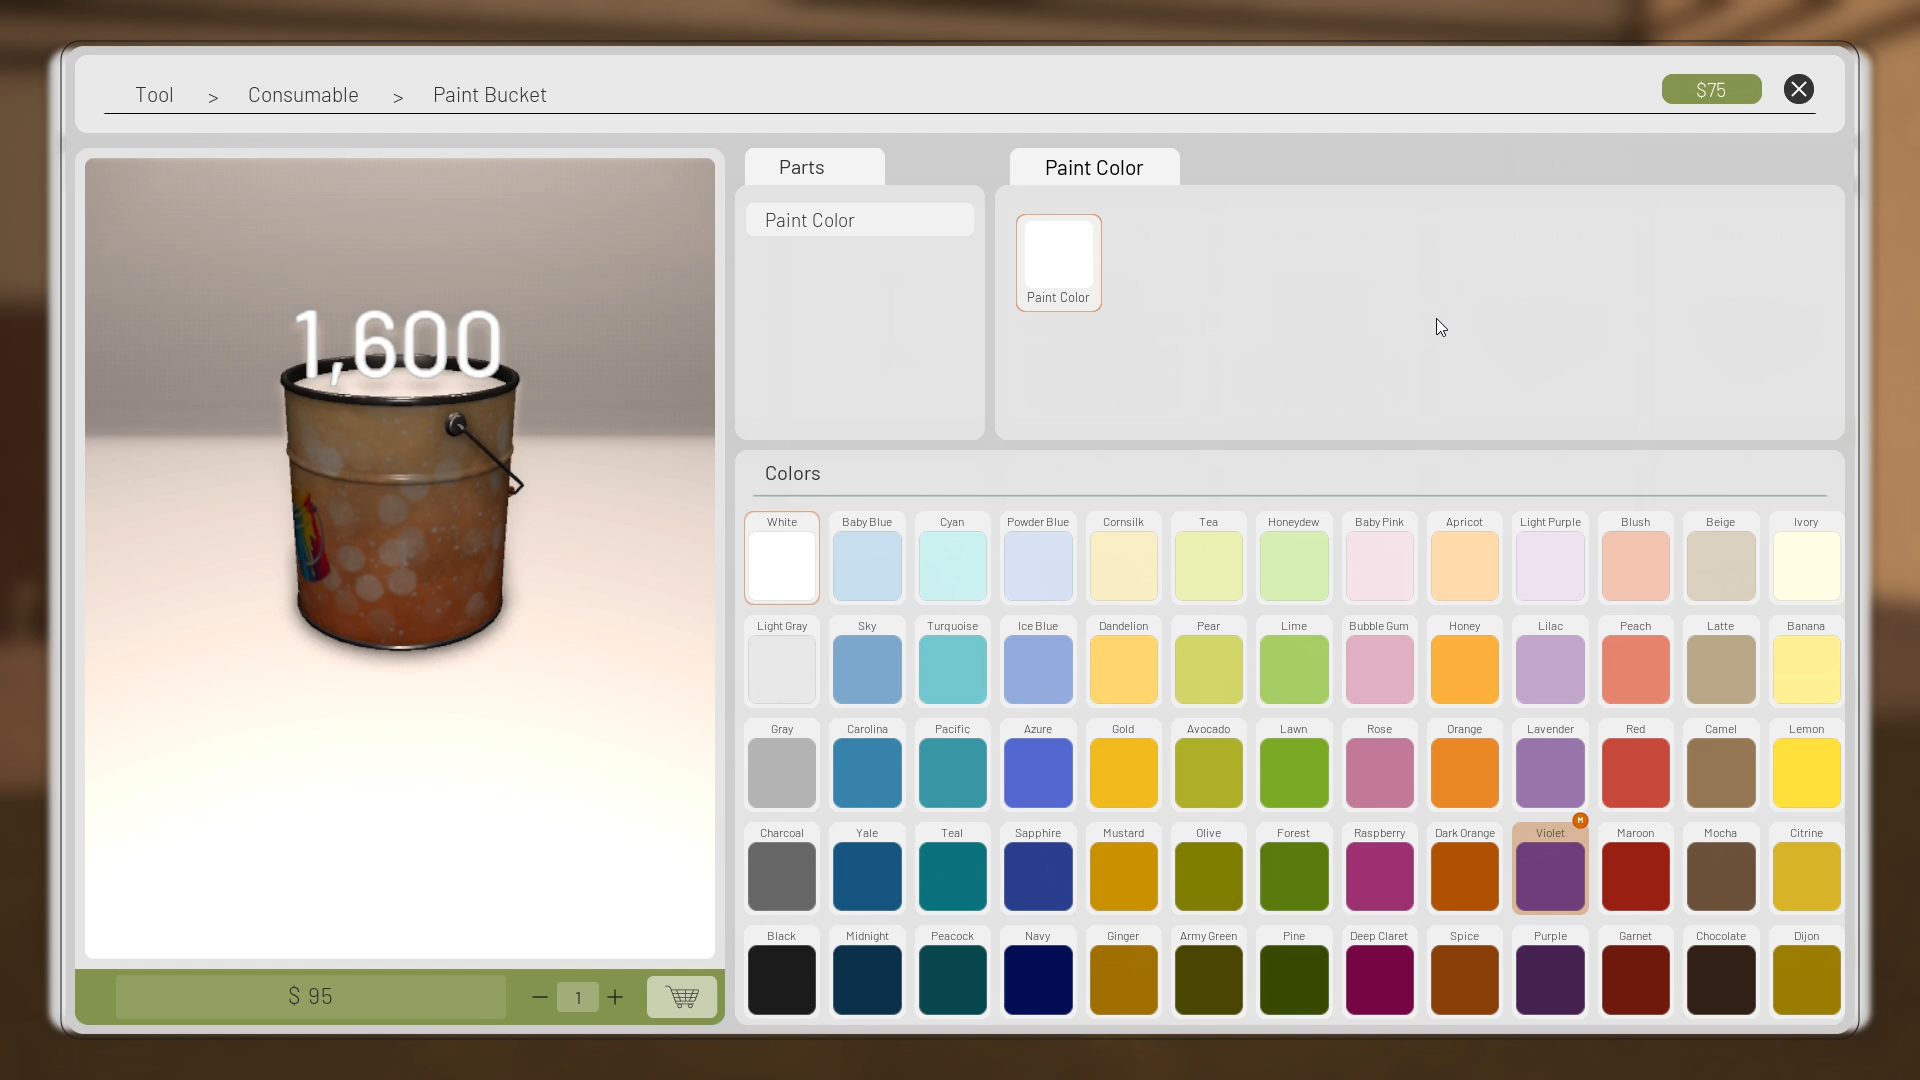 Tool > Consumable > Paint Bucket
$75
Parts
Paint Color
Paint Color
Paint Color
1,600
Colors
White Baby Blue Cyan Powder Blue Cornsilk Tea Honeydew Baby Pink Apricot Light Purple Blush Beige Ivory
Light Gray Sky Turquoise Ice Blue Dandelion Pear Lime Bubble Gum Honey Lilac Peach Latte Banana
Gray Carolina Pacific Azure Gold Avocado Lawn Rose Orange Lavender Red Camel Lemon
M
Charcoal Yale Teal Sapphire Mustard Olive Forest Raspberry Dark Orange Violet Maroon Mocha Citrine
Black Midnight Peacock Navy Ginger Army Green Pine Deep Claret Spice Purple Garnet Chocolate Dijon
$ 95
− 1 +